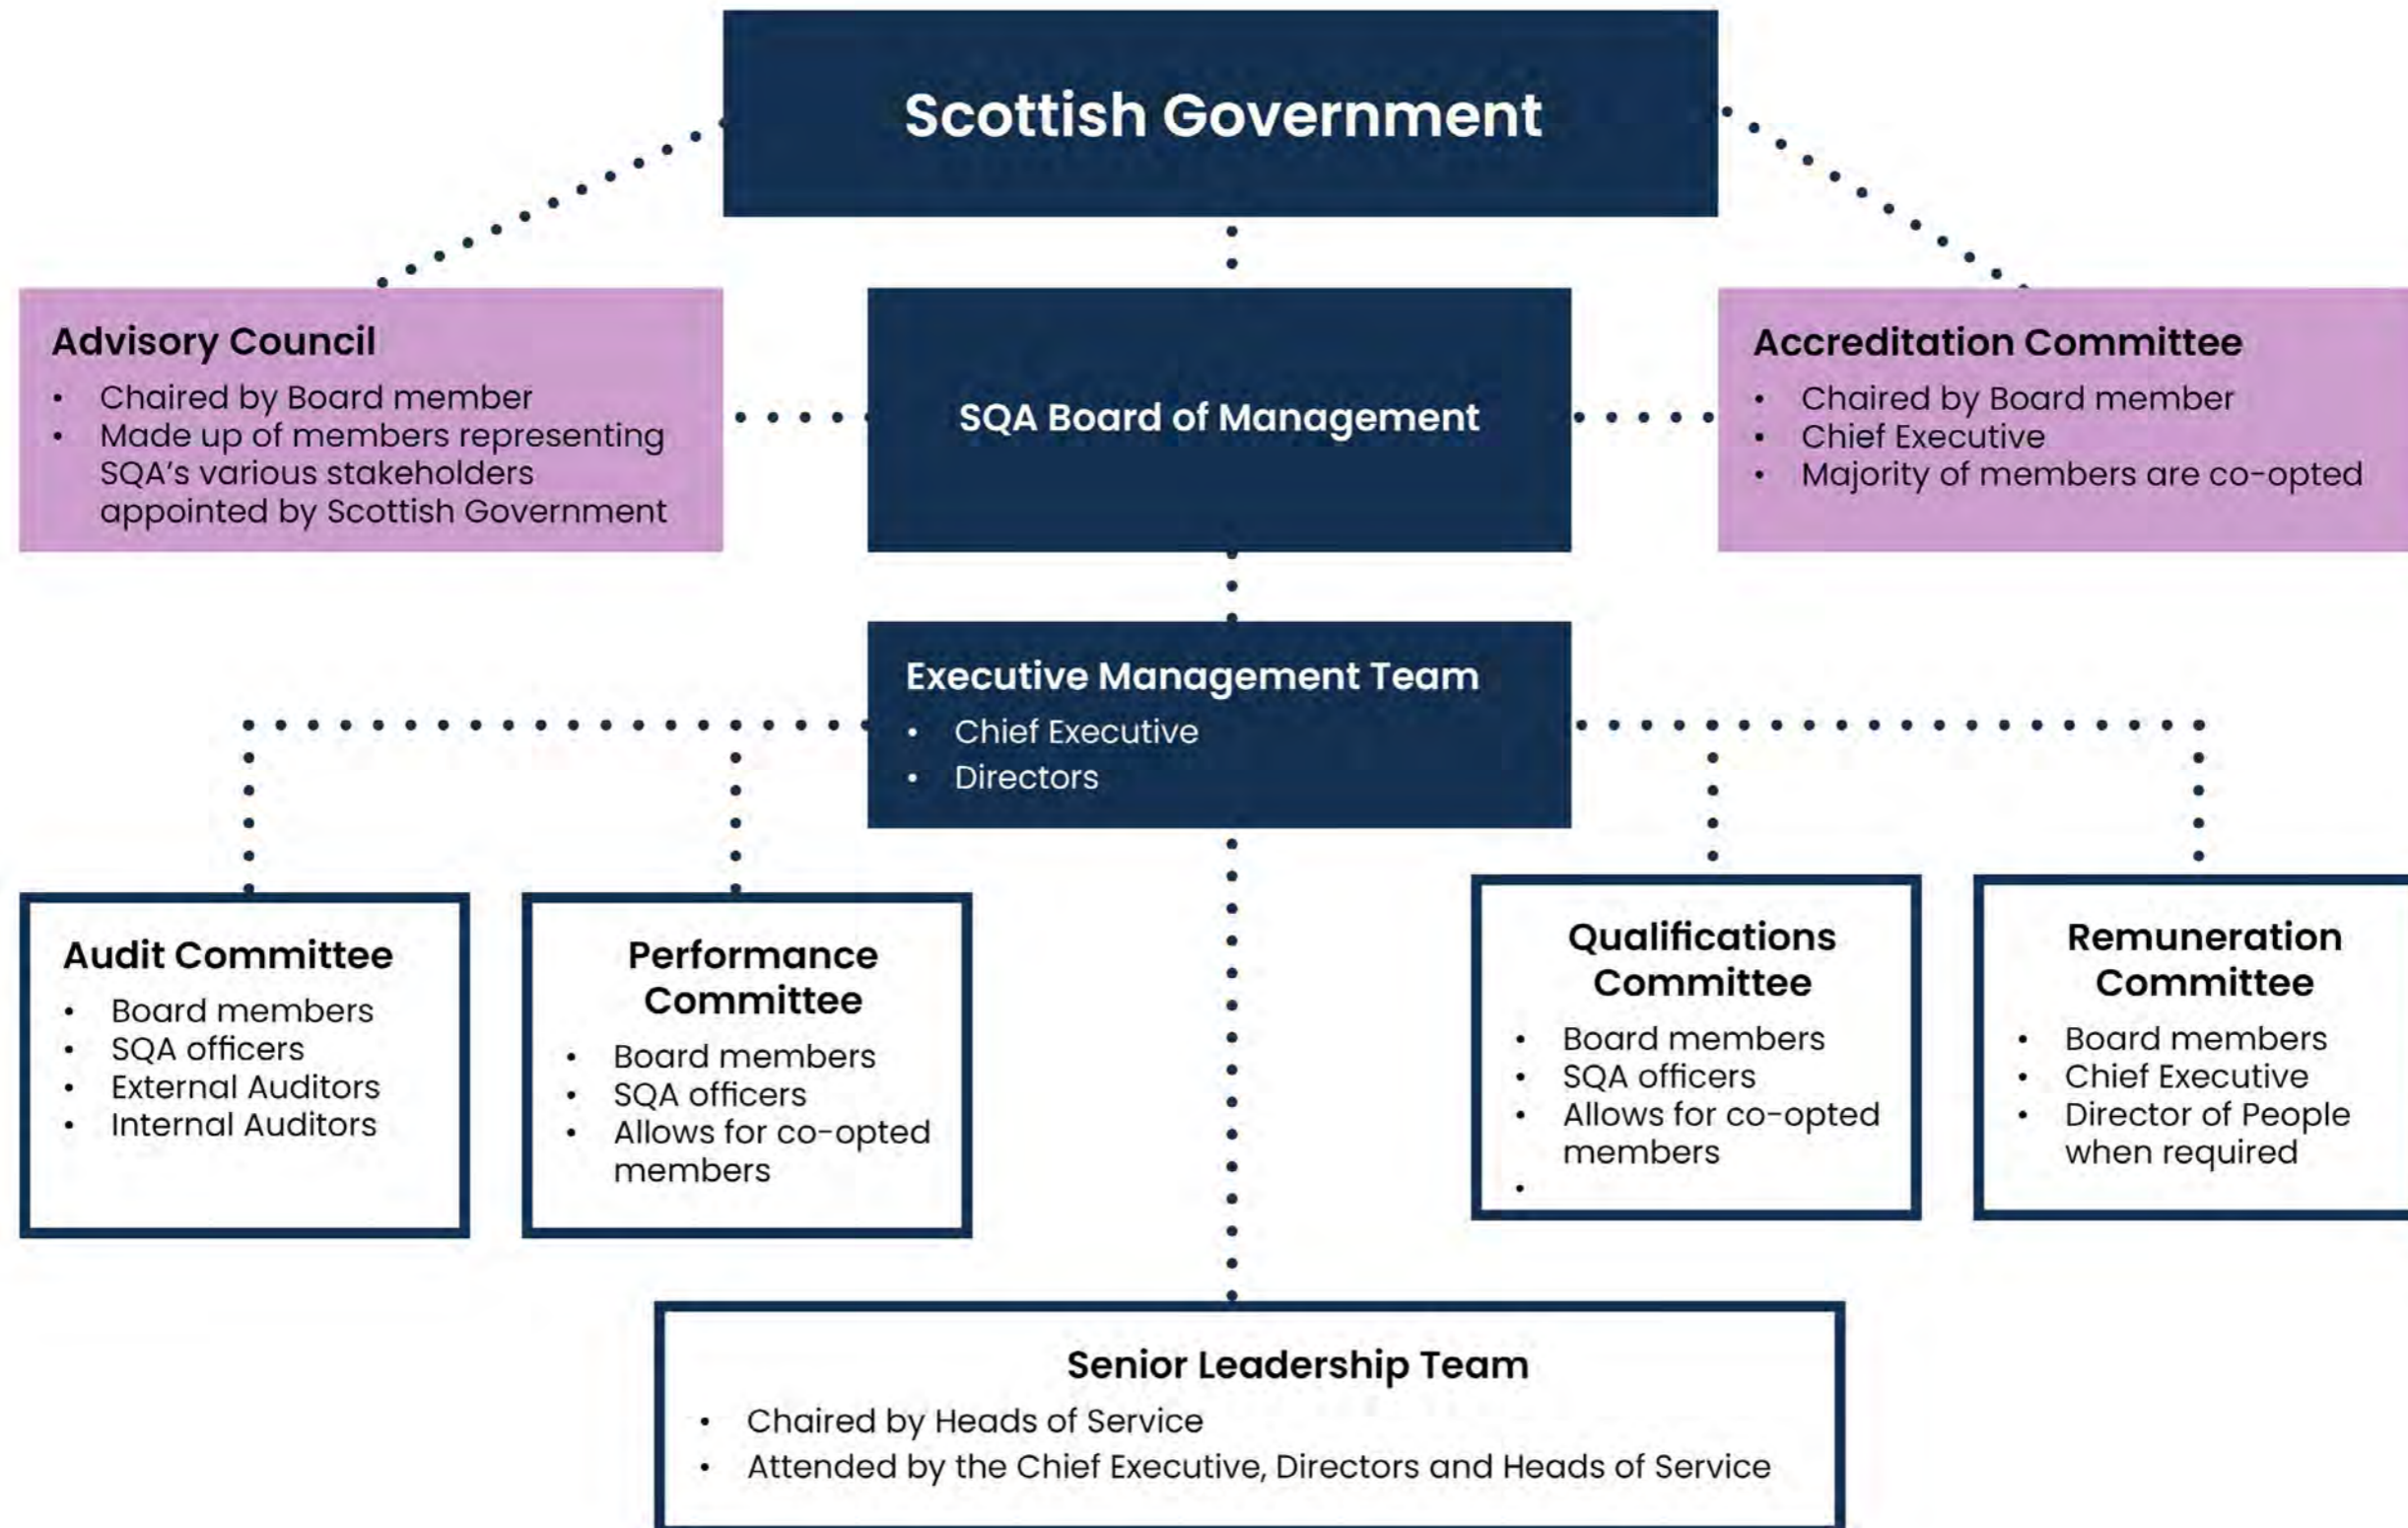 Scottish Government
Advisory Council
• Chaired by Board member
• Made up of members representing
SQA's various stakeholders
appointed by Scottish Government
SQA Board of Management
Accreditation Committee
• Chaired by Board member
• Chief Executive
• Majority of members are co-opted
Executive Management Team
• Chief Executive
• Directors
Audit Committee
• Board members
• SQA officers
• External Auditors
• Internal Auditors
Performance
Committee
• Board members
• SQA officers
• Allows for co-opted
members
Qualifications
Committee
• Board members
• SQA officers
• Allows for co-opted
members
•
Remuneration
Committee
• Board members
• Chief Executive
• Director of People
when required
Senior Leadership Team
• Chaired by Heads of Service
• Attended by the Chief Executive, Directors and Heads of Service